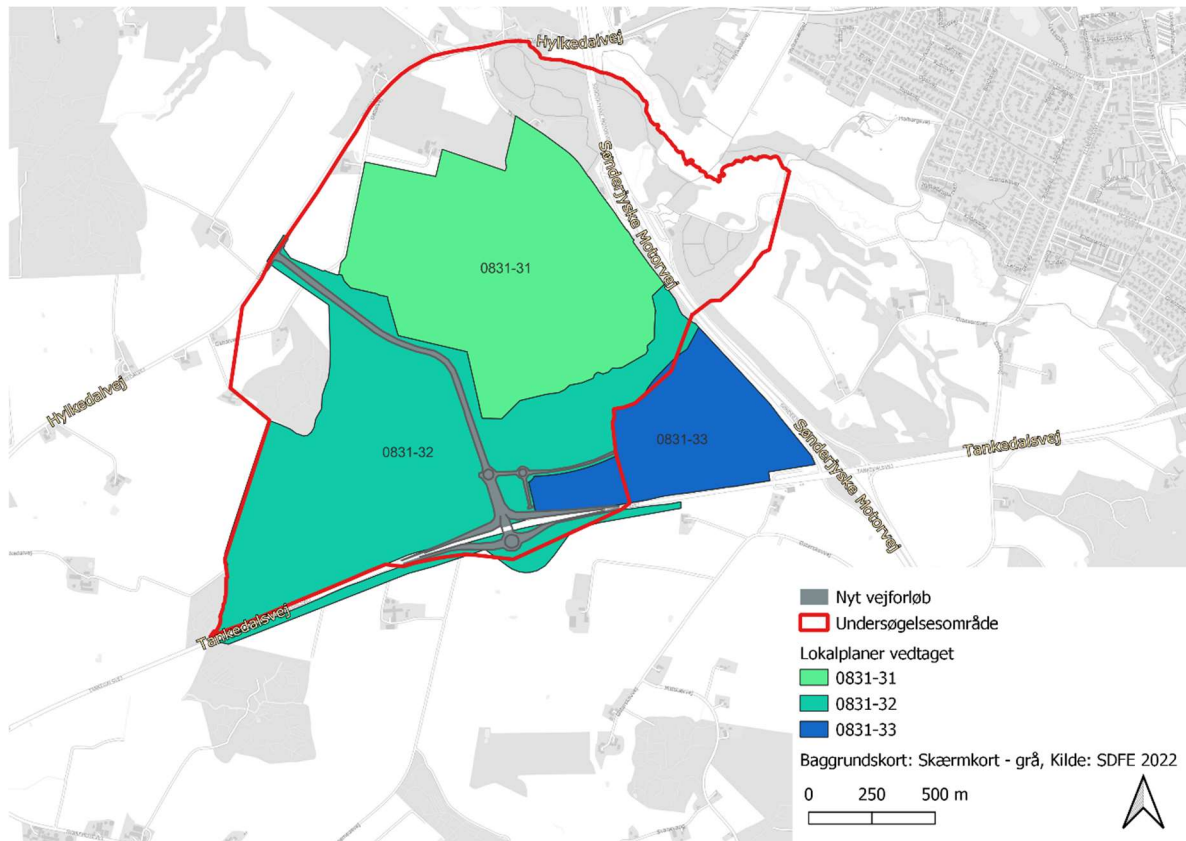 Hylkedalvej
Sønderjyske Motorvej
0831-31
Hylkedalvej
0831-32
0831-33
Sønderjyske Motorvej
Tankedalsvej
Tankedalsvej
Nyt vejforløb
Undersøgelsesområde
Lokalplaner vedtaget
0831-31
0831-32
0831-33
Baggrundskort: Skærmkort - grå, Kilde: SDFE 2022
0 250 500 m